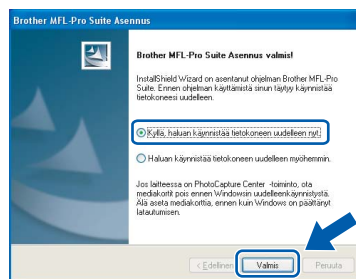 Brother MFL-Pro Suite Asennus
Brother MFL-Pro Suite Asennus valmis!
InstallShield Wizard on asentanut ohjelman Brother MFL-Pro
Suite. Ennen ohjelman käyttämistä sinun täytyy käynnistää
tietokoneesi uudelleen.
Kyllä, haluan käynnistää tietokoneen uudelleen nyt.
Haluan käynnistää tietokoneen uudelleen myöhemmin.
Jos laitteessa on PhotoCapture Center -toiminto, ota
mediakortit pois ennen Windowsin uudelleenkäynnistystä.
Älä aseta mediakorttia, ennen kuin Windows on päättänyt
latautumisen.
< Edellinen Valmis Peruuta